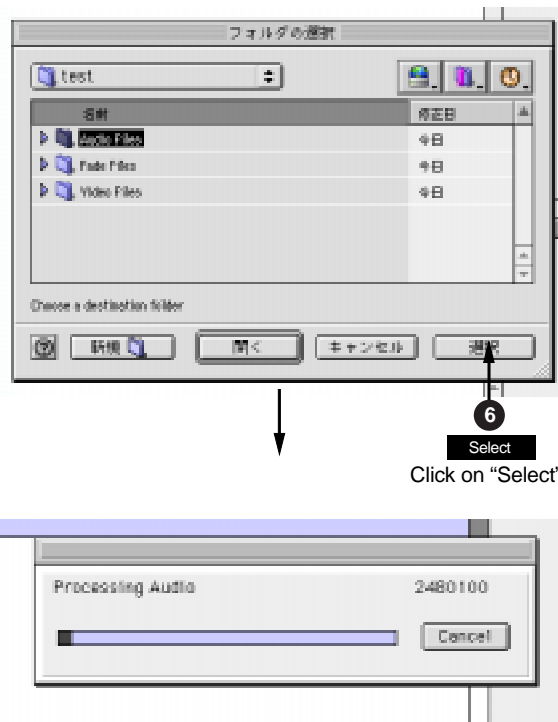 フォルダの選択
test
名前 修正日
Audio Files 今日
Fade Files 今日
Video Files 今日
Choose a destination folder
新規 開く キャンセル 選択
6
Select
Click on “Select”
Processing Audio 2480100
Cancel